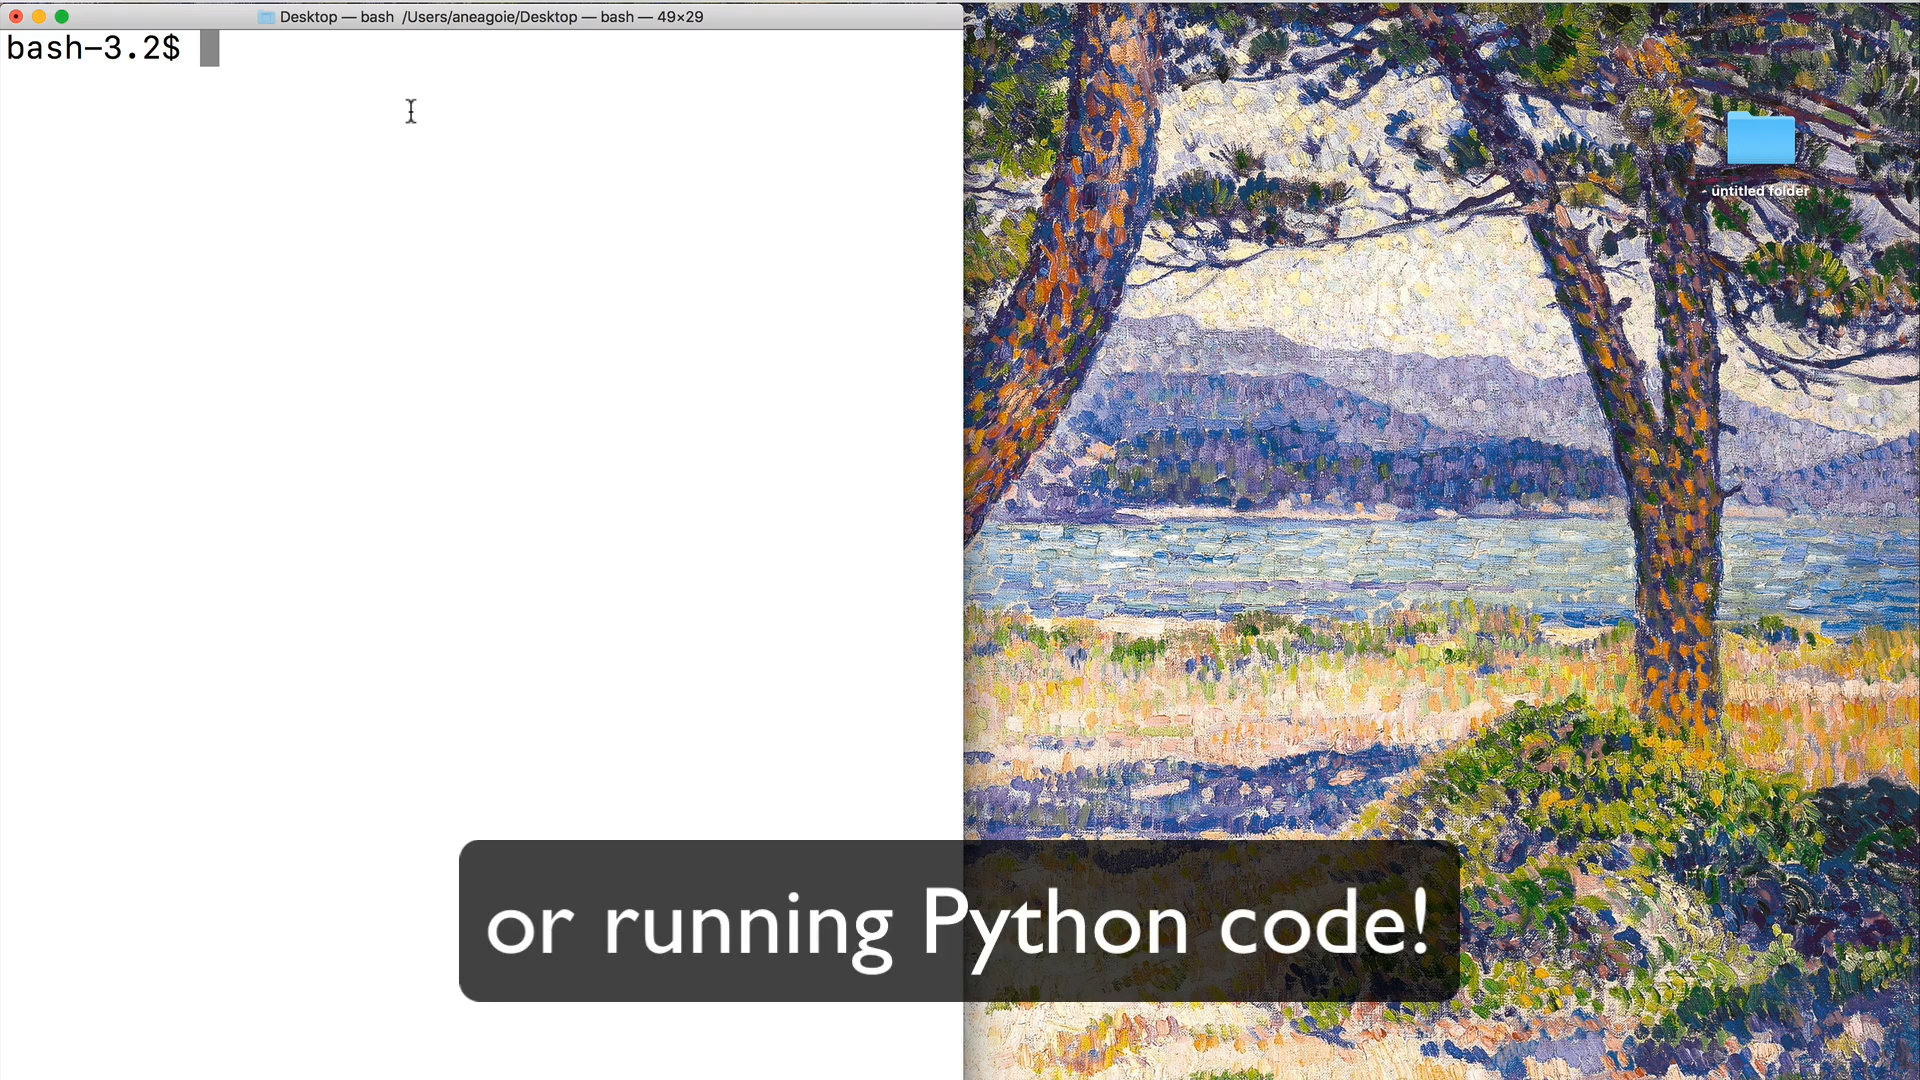 Desktop — bash /Users/aneagoie/Desktop — bash — 49×29
bash-3.2$
untitled folder
or running Python code!